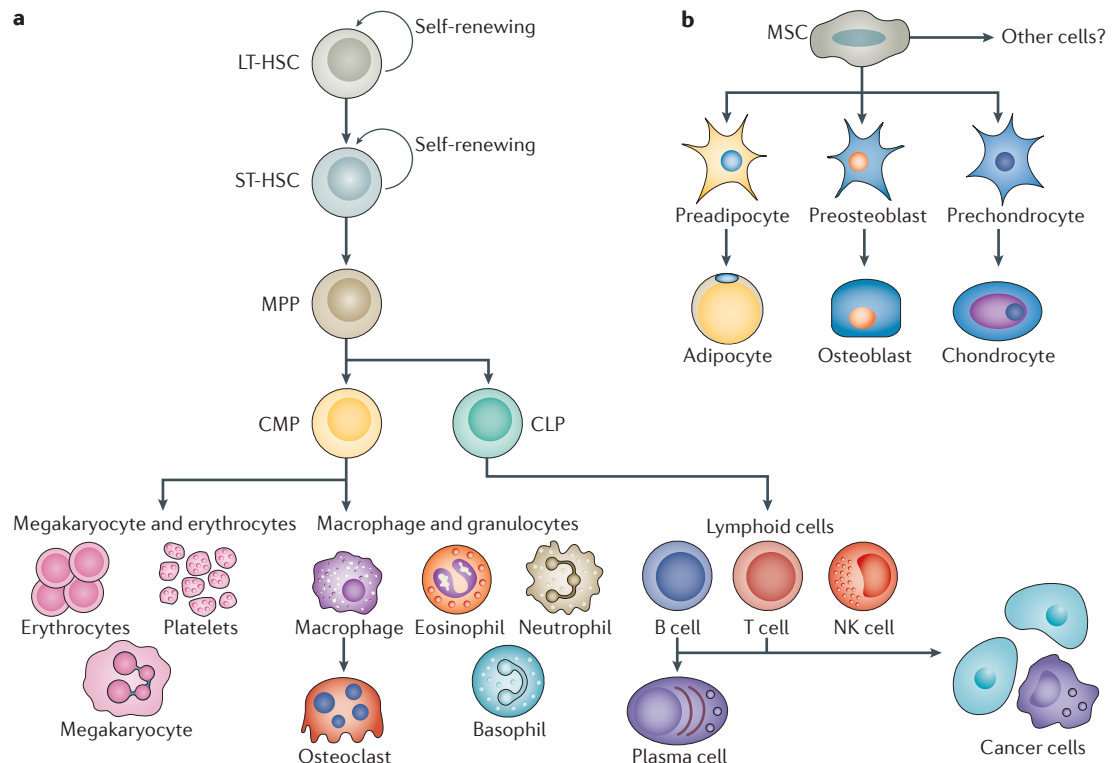 a
Self-renewing
LT-HSC
Self-renewing
ST-HSC
MPP
CMP
CLP
Megakaryocyte and erythrocytes
Macrophage and granulocytes
Lymphoid cells
Erythrocytes
Platelets
Macrophage
Eosinophil
Neutrophil
B cell
T cell
NK cell
Megakaryocyte
Osteoclast
Basophil
Plasma cell
Cancer cells
b
MSC
Other cells?
Preadipocyte
Preosteoblast
Prechondrocyte
Adipocyte
Osteoblast
Chondrocyte